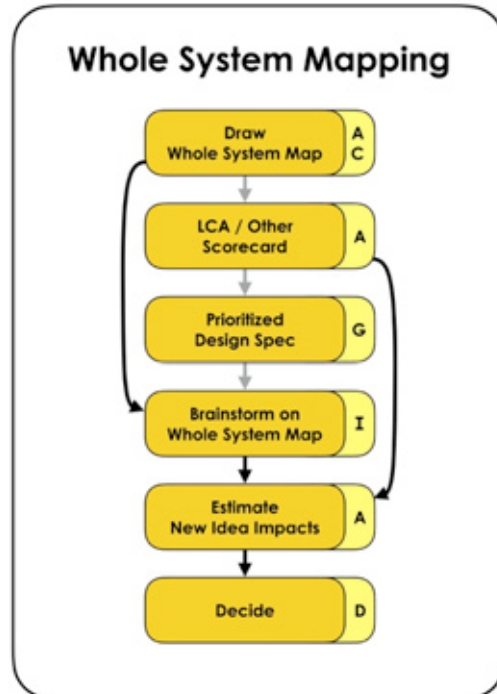 Whole System Mapping
Draw
Whole System Map
A
C
LCA / Other
Scorecard
A
Prioritized
Design Spec
G
Brainstorm on
Whole System Map
I
Estimate
New Idea Impacts
A
Decide
D